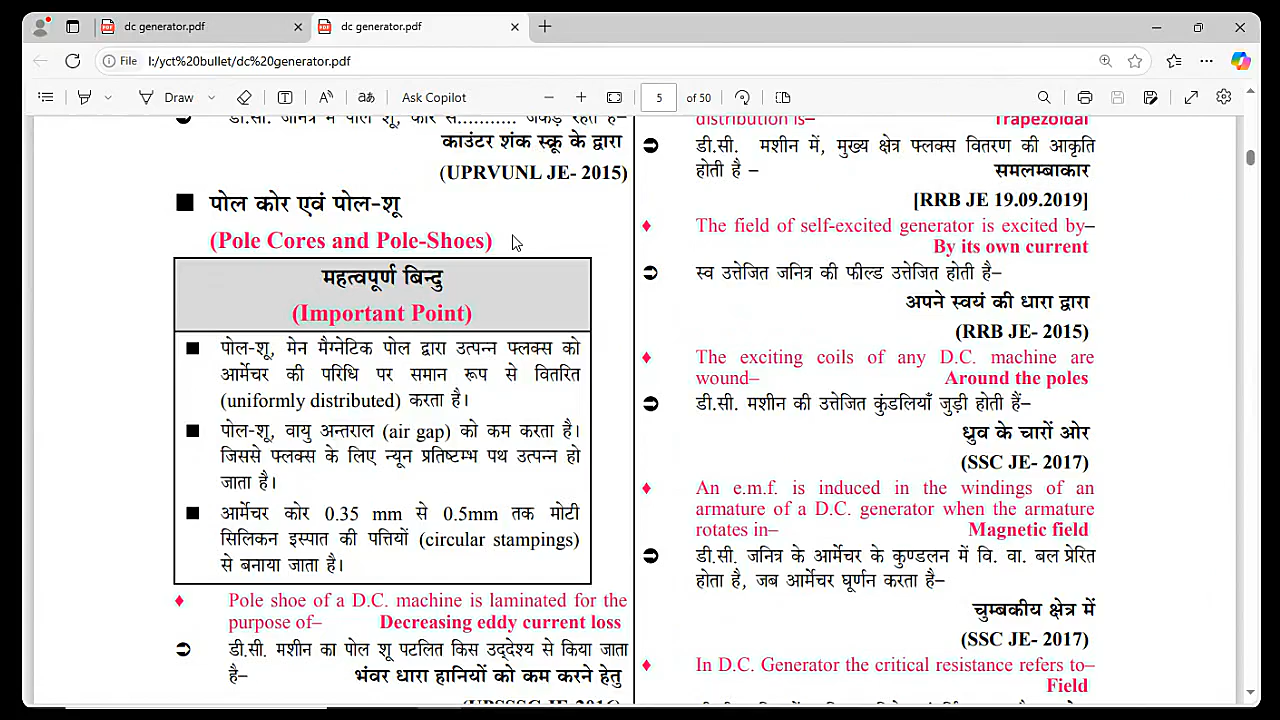 dc generator.pdf
dc generator.pdf
File
I:/yct%20bullet/dc%20generator.pdf
Draw
Ask Copilot
5
of 50
डी.सी. जनित्र में पोल शू, कोर से........... जकड़े रहते है–
काउंटर शंक स्क्रू के द्वारा
(UPRVUNL JE- 2015)
पोल कोर एवं पोल-शू
(Pole Cores and Pole-Shoes)
महत्वपूर्ण बिन्दु
(Important Point)
पोल-शू, मेन मैग्नेटिक पोल द्वारा उत्पन्न फ्लक्स को
आर्मेचर की परिधि पर समान रूप से वितरित
(uniformly distributed) करता है।
पोल-शू, वायु अन्तराल (air gap) को कम करता है।
जिससे फ्लक्स के लिए न्यून प्रतिष्टम्भ पथ उत्पन्न हो
जाता है।
आर्मेचर कोर 0.35 mm से 0.5mm तक मोटी
सिलिकन इस्पात की पत्तियों (circular stampings)
से बनाया जाता है।
Pole shoe of a D.C. machine is laminated for the
purpose of– Decreasing eddy current loss
डी.सी. मशीन का पोल शू पटलित किस उद्देश्य से किया जाता
है– भंवर धारा हानियों को कम करने हेतु
(UPSSSC JE-2016)
distribution is– Trapezoidal
डी.सी. मशीन में, मुख्य क्षेत्र फ्लक्स वितरण की आकृति
होती है – समलम्बाकार
[RRB JE 19.09.2019]
The field of self-excited generator is excited by–
By its own current
स्व उत्तेजित जनित्र की फील्ड उत्तेजित होती है–
अपने स्वयं की धारा द्वारा
(RRB JE- 2015)
The exciting coils of any D.C. machine are
wound– Around the poles
डी.सी. मशीन की उत्तेजित कुंडलियाँ जुड़ी होती हैं–
ध्रुव के चारों ओर
(SSC JE- 2017)
An e.m.f. is induced in the windings of an
armature of a D.C. generator when the armature
rotates in– Magnetic field
डी.सी. जनित्र के आर्मेचर के कुण्डलन में वि. वा. बल प्रेरित
होता है, जब आर्मेचर घूर्णन करता है–
चुम्बकीय क्षेत्र में
(SSC JE- 2017)
In D.C. Generator the critical resistance refers to–
Field